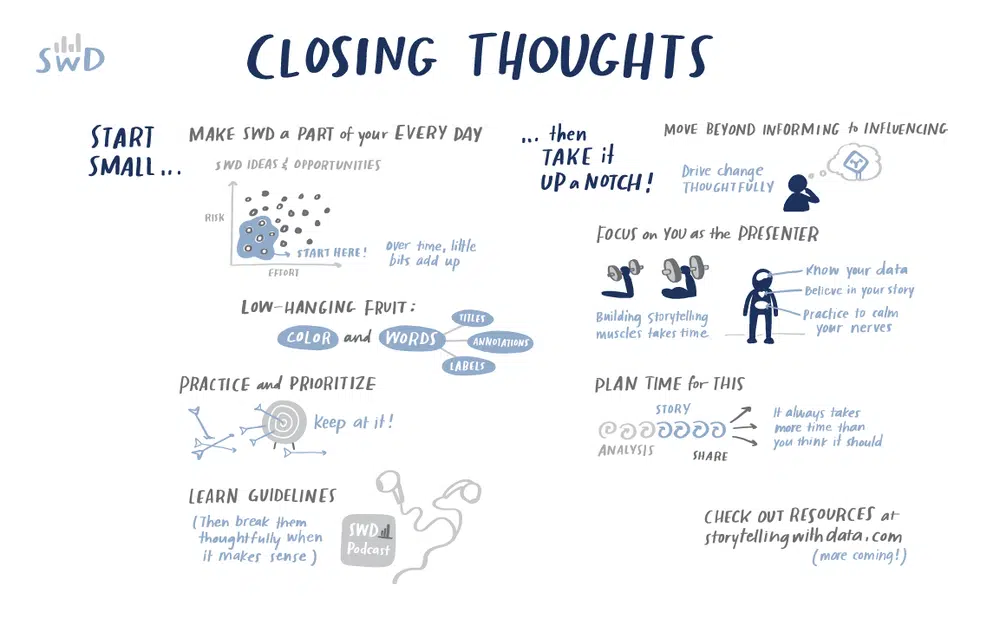 SWD
CLOSING THOUGHTS
START
SMALL...
MAKE SWD a PART of your EVERY DAY
SWD IDEAS & OPPORTUNITIES
RISK
START HERE!
EFFORT
Over time, little
bits add up
LOW-HANGING FRUIT:
COLOR and WORDS
TITLES
ANNOTATIONS
LABELS
PRACTICE and PRIORITIZE
Keep at it!
LEARN GUIDELINES
(Then break them
thoughtfully when
it makes sense)
SWD
Podcast
... then
TAKE it
UP a NOTCH!
MOVE BEYOND INFORMING to INFLUENCING
Drive change
THOUGHTFULLY
FOCUS on YOU as the PRESENTER
Building Storytelling
muscles takes time.
Know your data
Believe in your story
Practice to calm
your nerves
PLAN TIME for THIS
STORY
ANALYSIS
SHARE
It always takes
more time than
you think it should
CHECK OUT RESOURCES at
storytellingwithdata.com
(more coming!)